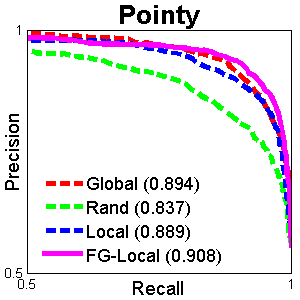 Pointy
1
Precision
Global (0.894)
Rand (0.837)
Local (0.889)
FG-Local (0.908)
0.5
0.5
1
Recall